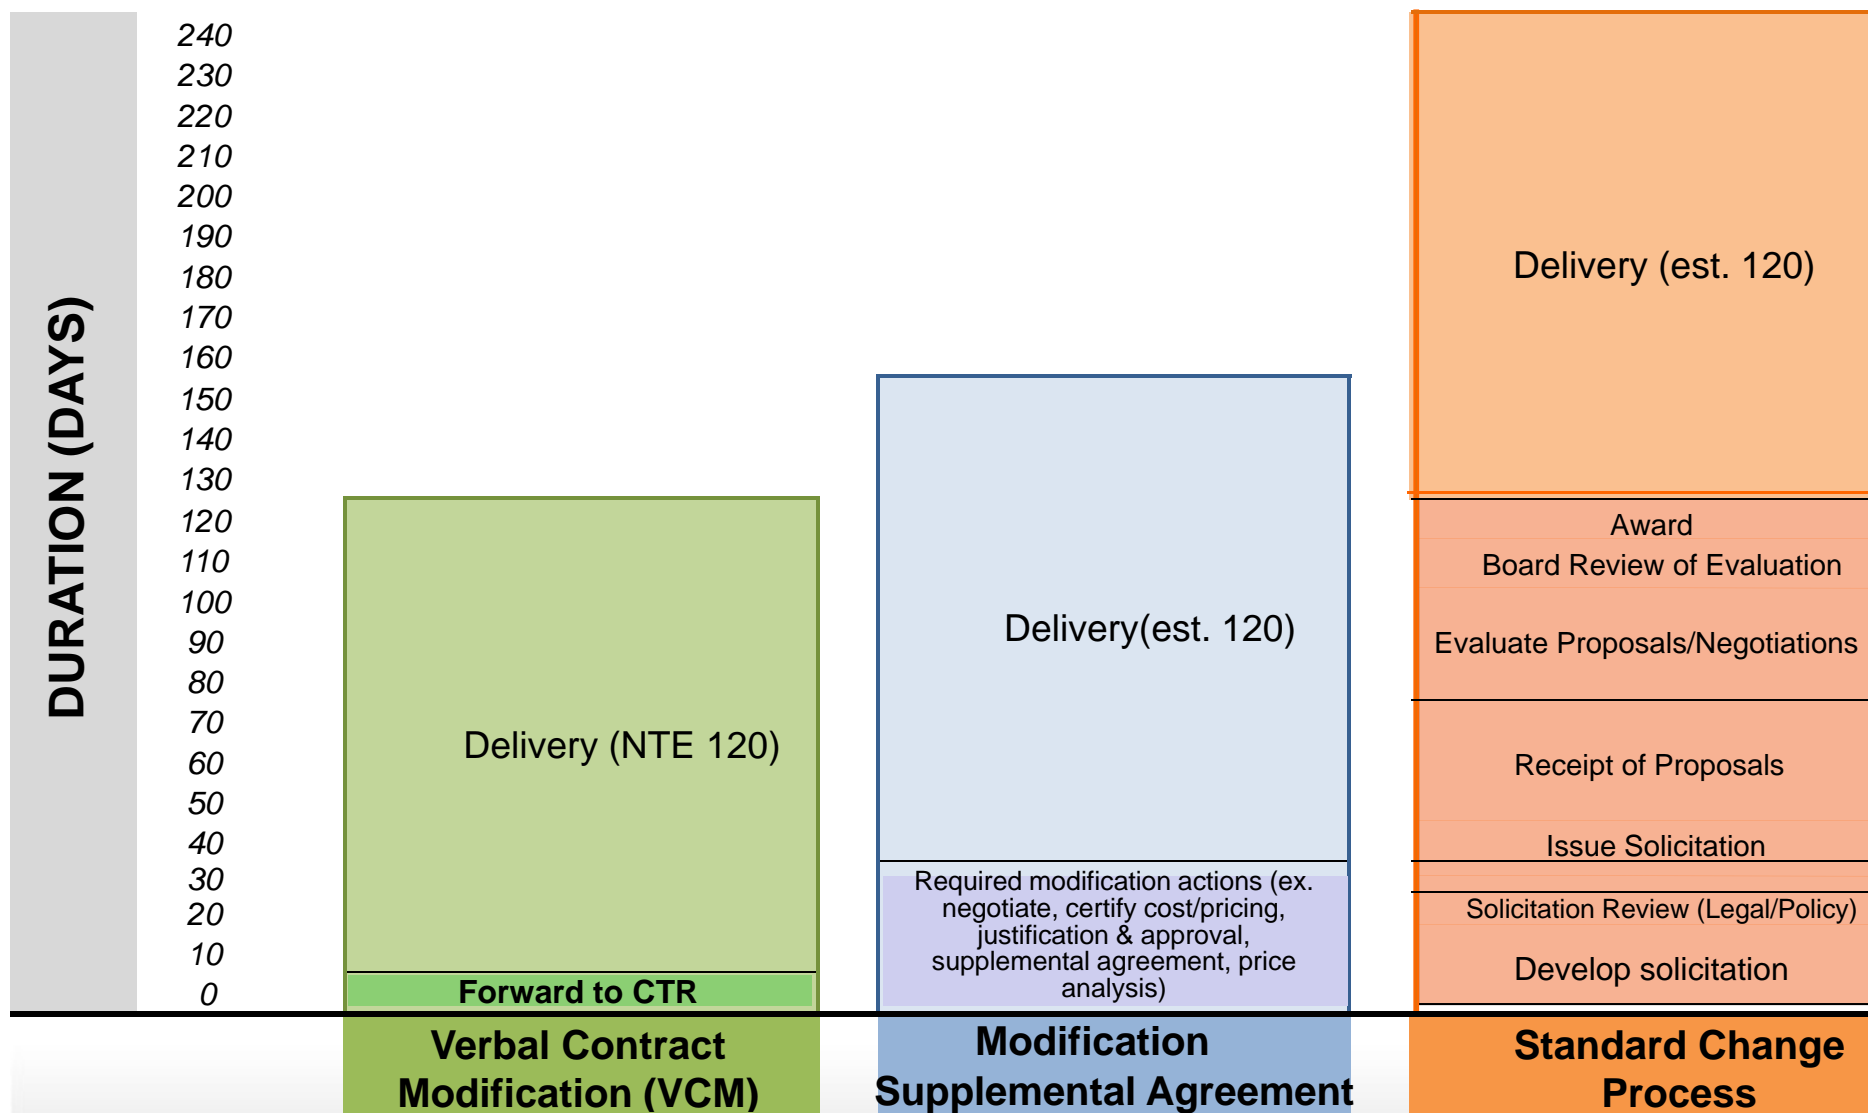 DURATION (DAYS)
240
230
220
210
200
190
180
170
160
150
140
130
120
110
100
90
80
70
60
50
40
30
20
10
0
Delivery (NTE 120)
Forward to CTR
Verbal Contract
Modification (VCM)
Delivery(est. 120)
Required modification actions (ex.
negotiate, certify cost/pricing,
justification & approval,
supplemental agreement, price
analysis)
Modification
Supplemental Agreement
Delivery (est. 120)
Award
Board Review of Evaluation
Evaluate Proposals/Negotiations
Receipt of Proposals
Issue Solicitation
Solicitation Review (Legal/Policy)
Develop solicitation
Standard Change
Process